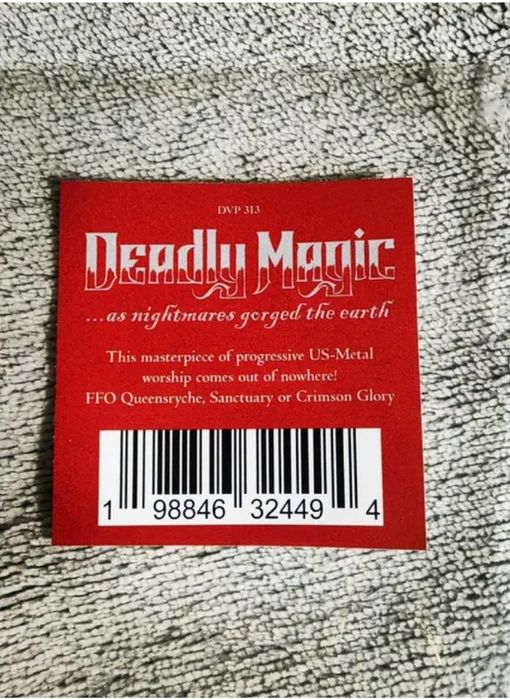 DVP 313
Deadly Magic
...as nightmares gorged the earth
This masterpiece of progressive US-Metal
worship comes out of nowhere!
FFO Queensryche, Sanctuary or Crimson Glory
1 98846 32449 4